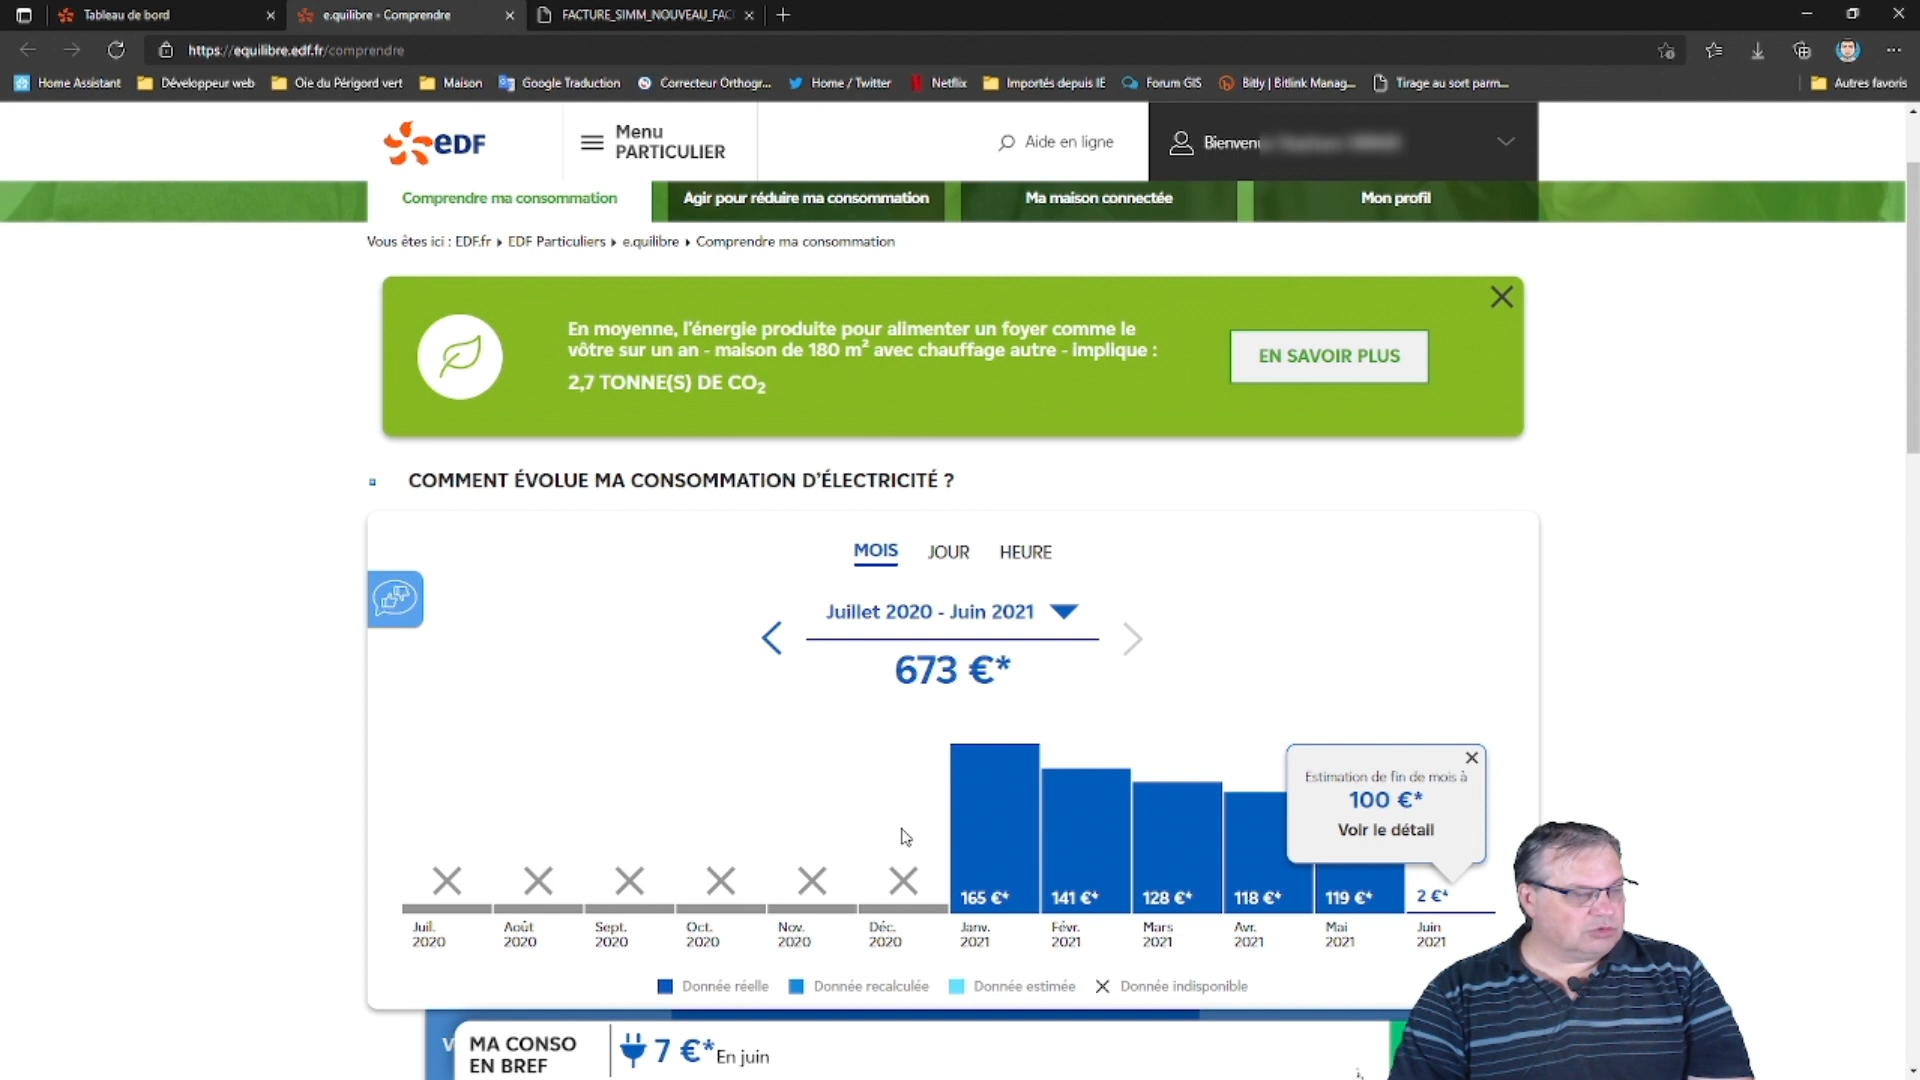 Tableau de bord
e.quilibre - Comprendre
FACTURE_SIMM_NOUVEAU_FAC
https://equilibre.edf.fr/comprendre
Home Assistant
Développeur web
Oie du Périgord vert
Maison
Google Traduction
Correcteur Orthogr...
Home / Twitter
Netflix
Importés depuis IE
Forum GIS
Bitly | Bitlink Manag...
Tirage au sort parm...
Autres favoris
eDF
Menu
PARTICULIER
Aide en ligne
Bienvenu
Comprendre ma consommation
Agir pour réduire ma consommation
Ma maison connectée
Mon profil
Vous êtes ici : EDF.fr ▸ EDF Particuliers ▸ e.quilibre ▸ Comprendre ma consommation
En moyenne, l'énergie produite pour alimenter un foyer comme le
vôtre sur un an - maison de 180 m² avec chauffage autre - implique :
2,7 TONNE(S) DE CO₂
EN SAVOIR PLUS
COMMENT ÉVOLUE MA CONSOMMATION D'ÉLECTRICITÉ ?
MOIS JOUR HEURE
Juillet 2020 - Juin 2021
673 €*
Estimation de fin de mois à
100 €*
Voir le détail
165 €* 141 €* 128 €* 118 €* 119 €* 2 €*
Juil. Août Sept. Oct. Nov. Déc. Janv. Févr. Mars Avr. Mai Juin
2020 2020 2020 2020 2020 2020 2021 2021 2021 2021 2021 2021
Donnée réelle Donnée recalculée Donnée estimée Donnée indisponible
MA CONSO
EN BREF
7 €* En juin